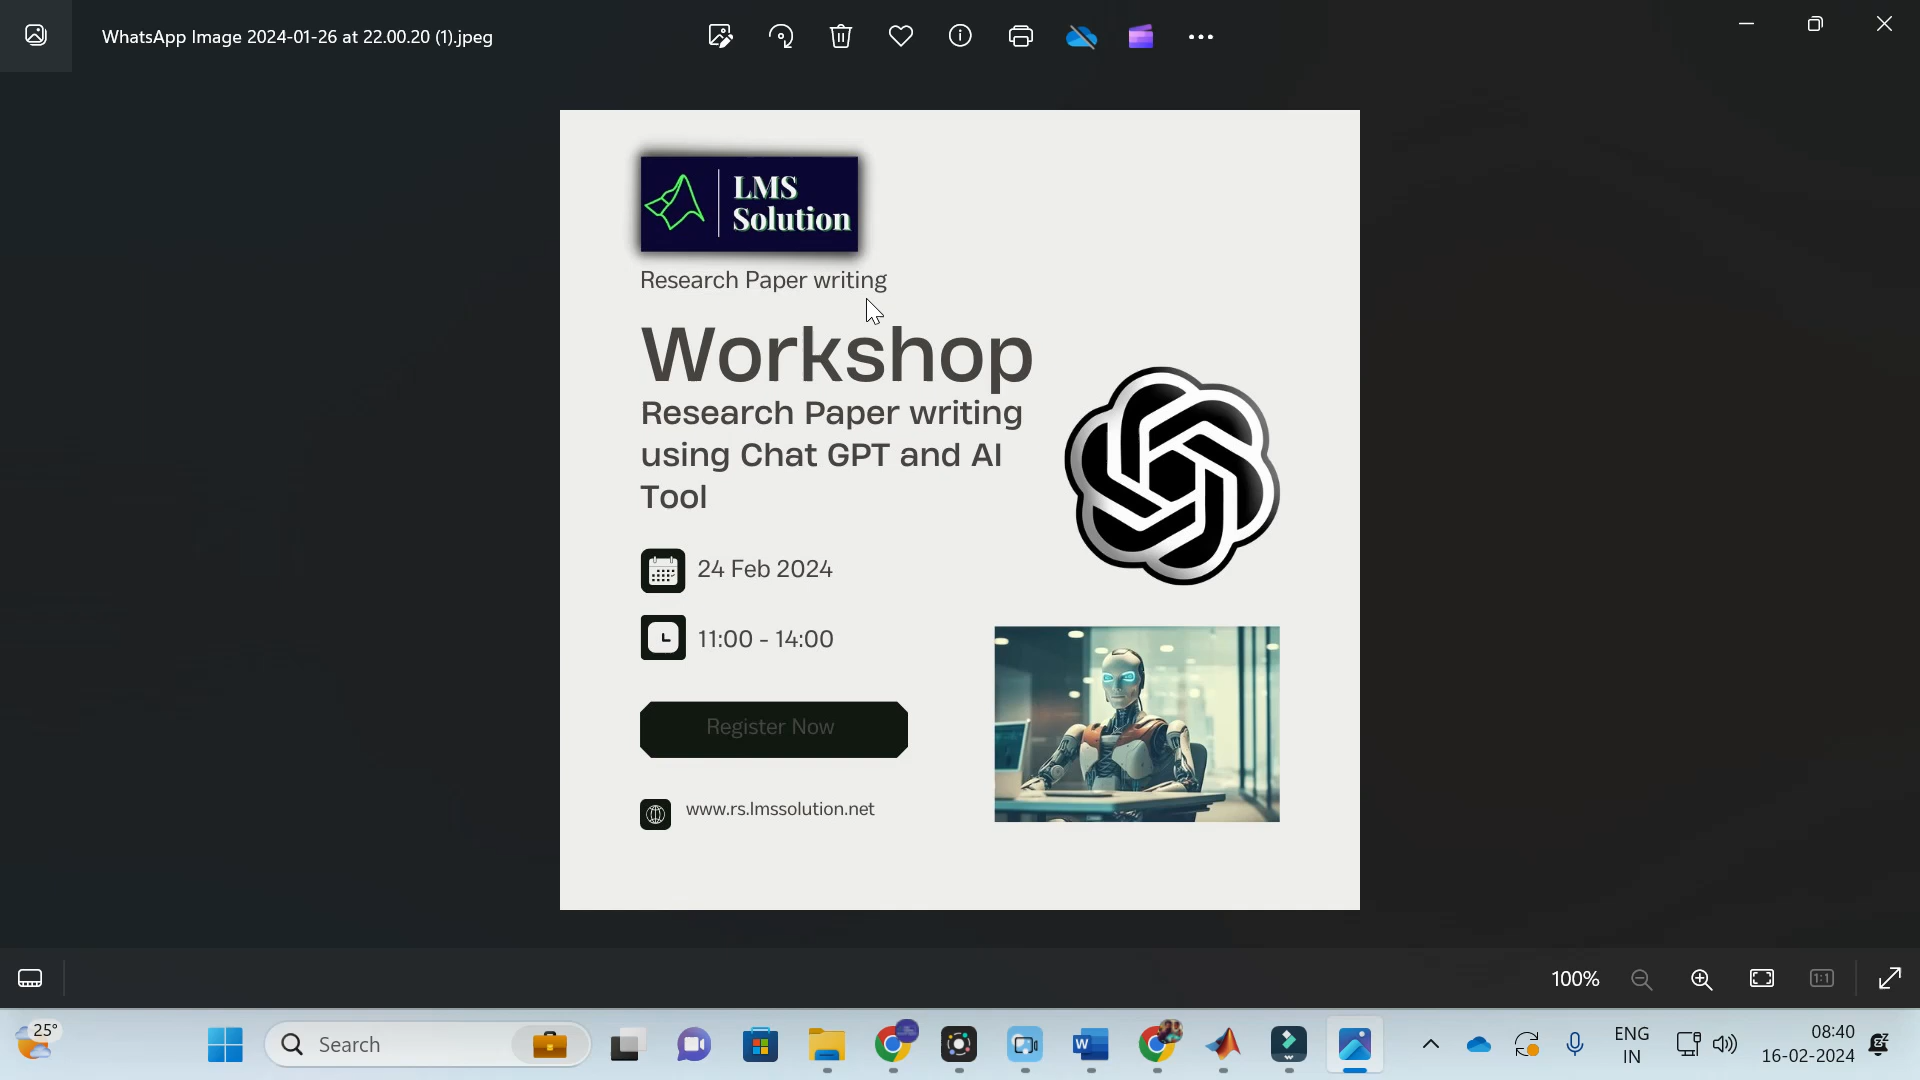 WhatsApp Image 2024-01-26 at 22.00.20 (1).jpeg
LMS
Solution
Research Paper writing
Workshop
Research Paper writing
using Chat GPT and AI
Tool
24 Feb 2024
11:00 - 14:00
Register Now
www.rs.lmssolution.net
100%
1:1
25°
Search
ENG
IN
08:40
16-02-2024